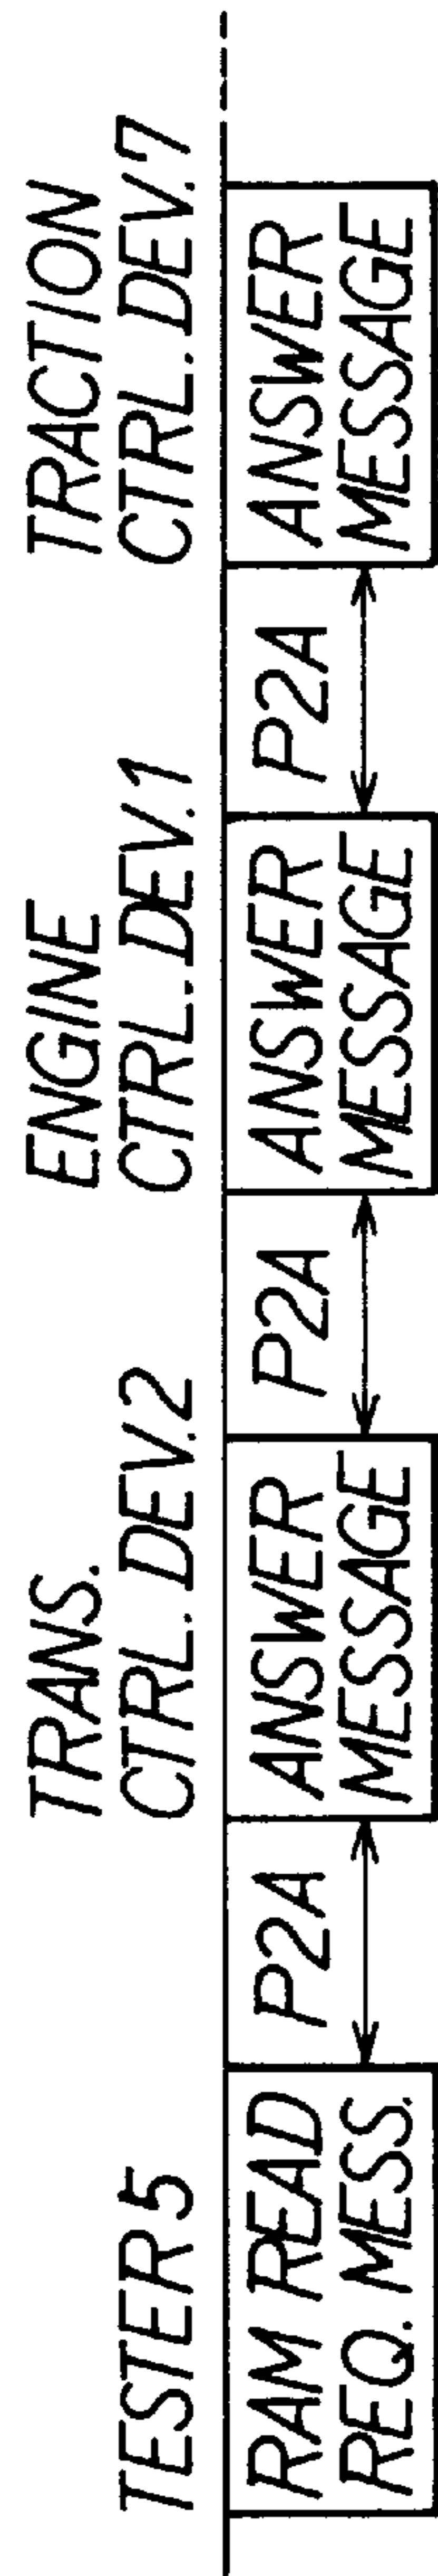 TESTER 5
TRANS.
CTRL. DEV. 2
ENGINE
CTRL. DEV. 1
TRACTION
CTRL. DEV. 7
RAM READ
REQ. MESS.
P2A
ANSWER
MESSAGE
P2A
ANSWER
MESSAGE
P2A
ANSWER
MESSAGE